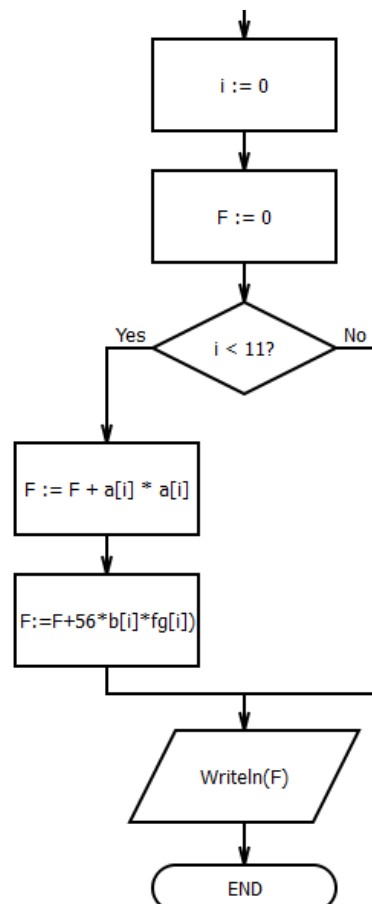 i := 0
F := 0
i < 11?
Yes
No
F := F + a[i] * a[i]
F:=F+56*b[i]*fg[i])
Writeln(F)
END